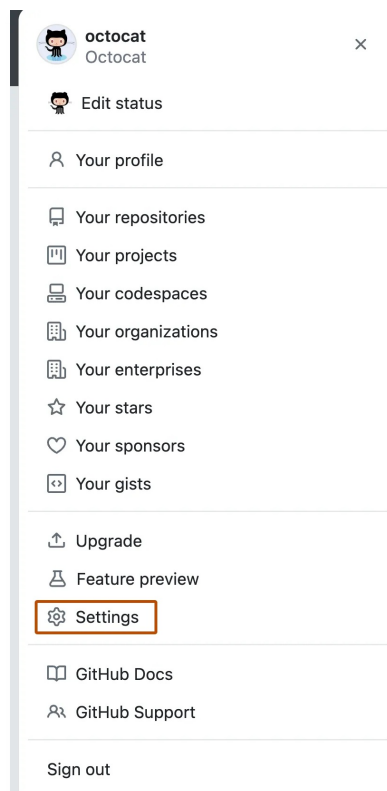 octocat
Octocat
Edit status
Your profile
Your repositories
Your projects
Your codespaces
Your organizations
Your enterprises
Your stars
Your sponsors
Your gists
Upgrade
Feature preview
Settings
GitHub Docs
GitHub Support
Sign out